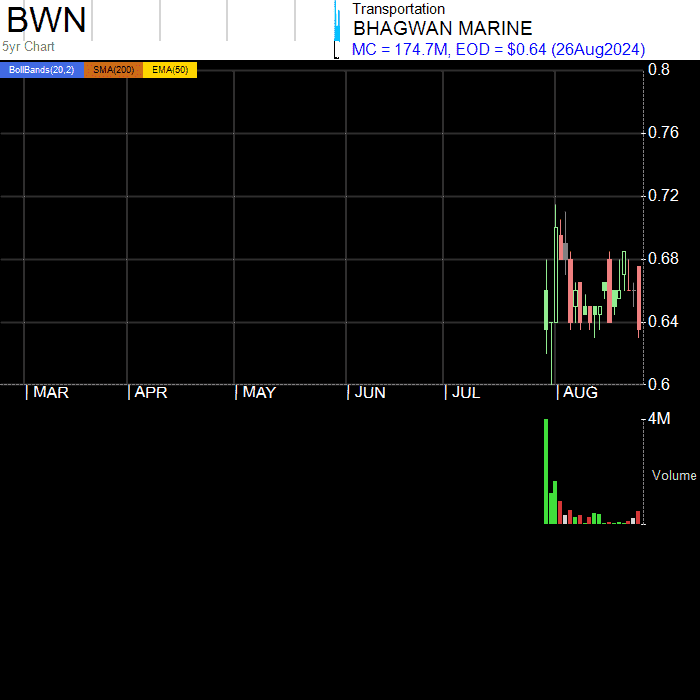 BWN
5yr Chart
Transportation
BHAGWAN MARINE
MC = 174.7M, EOD = $0.64 (26Aug2024)
BollBands(20,2) SMA(200) EMA(50)
0.8
0.76
0.72
0.68
0.64
0.6
MAR APR MAY JUN JUL AUG
4M
Volume